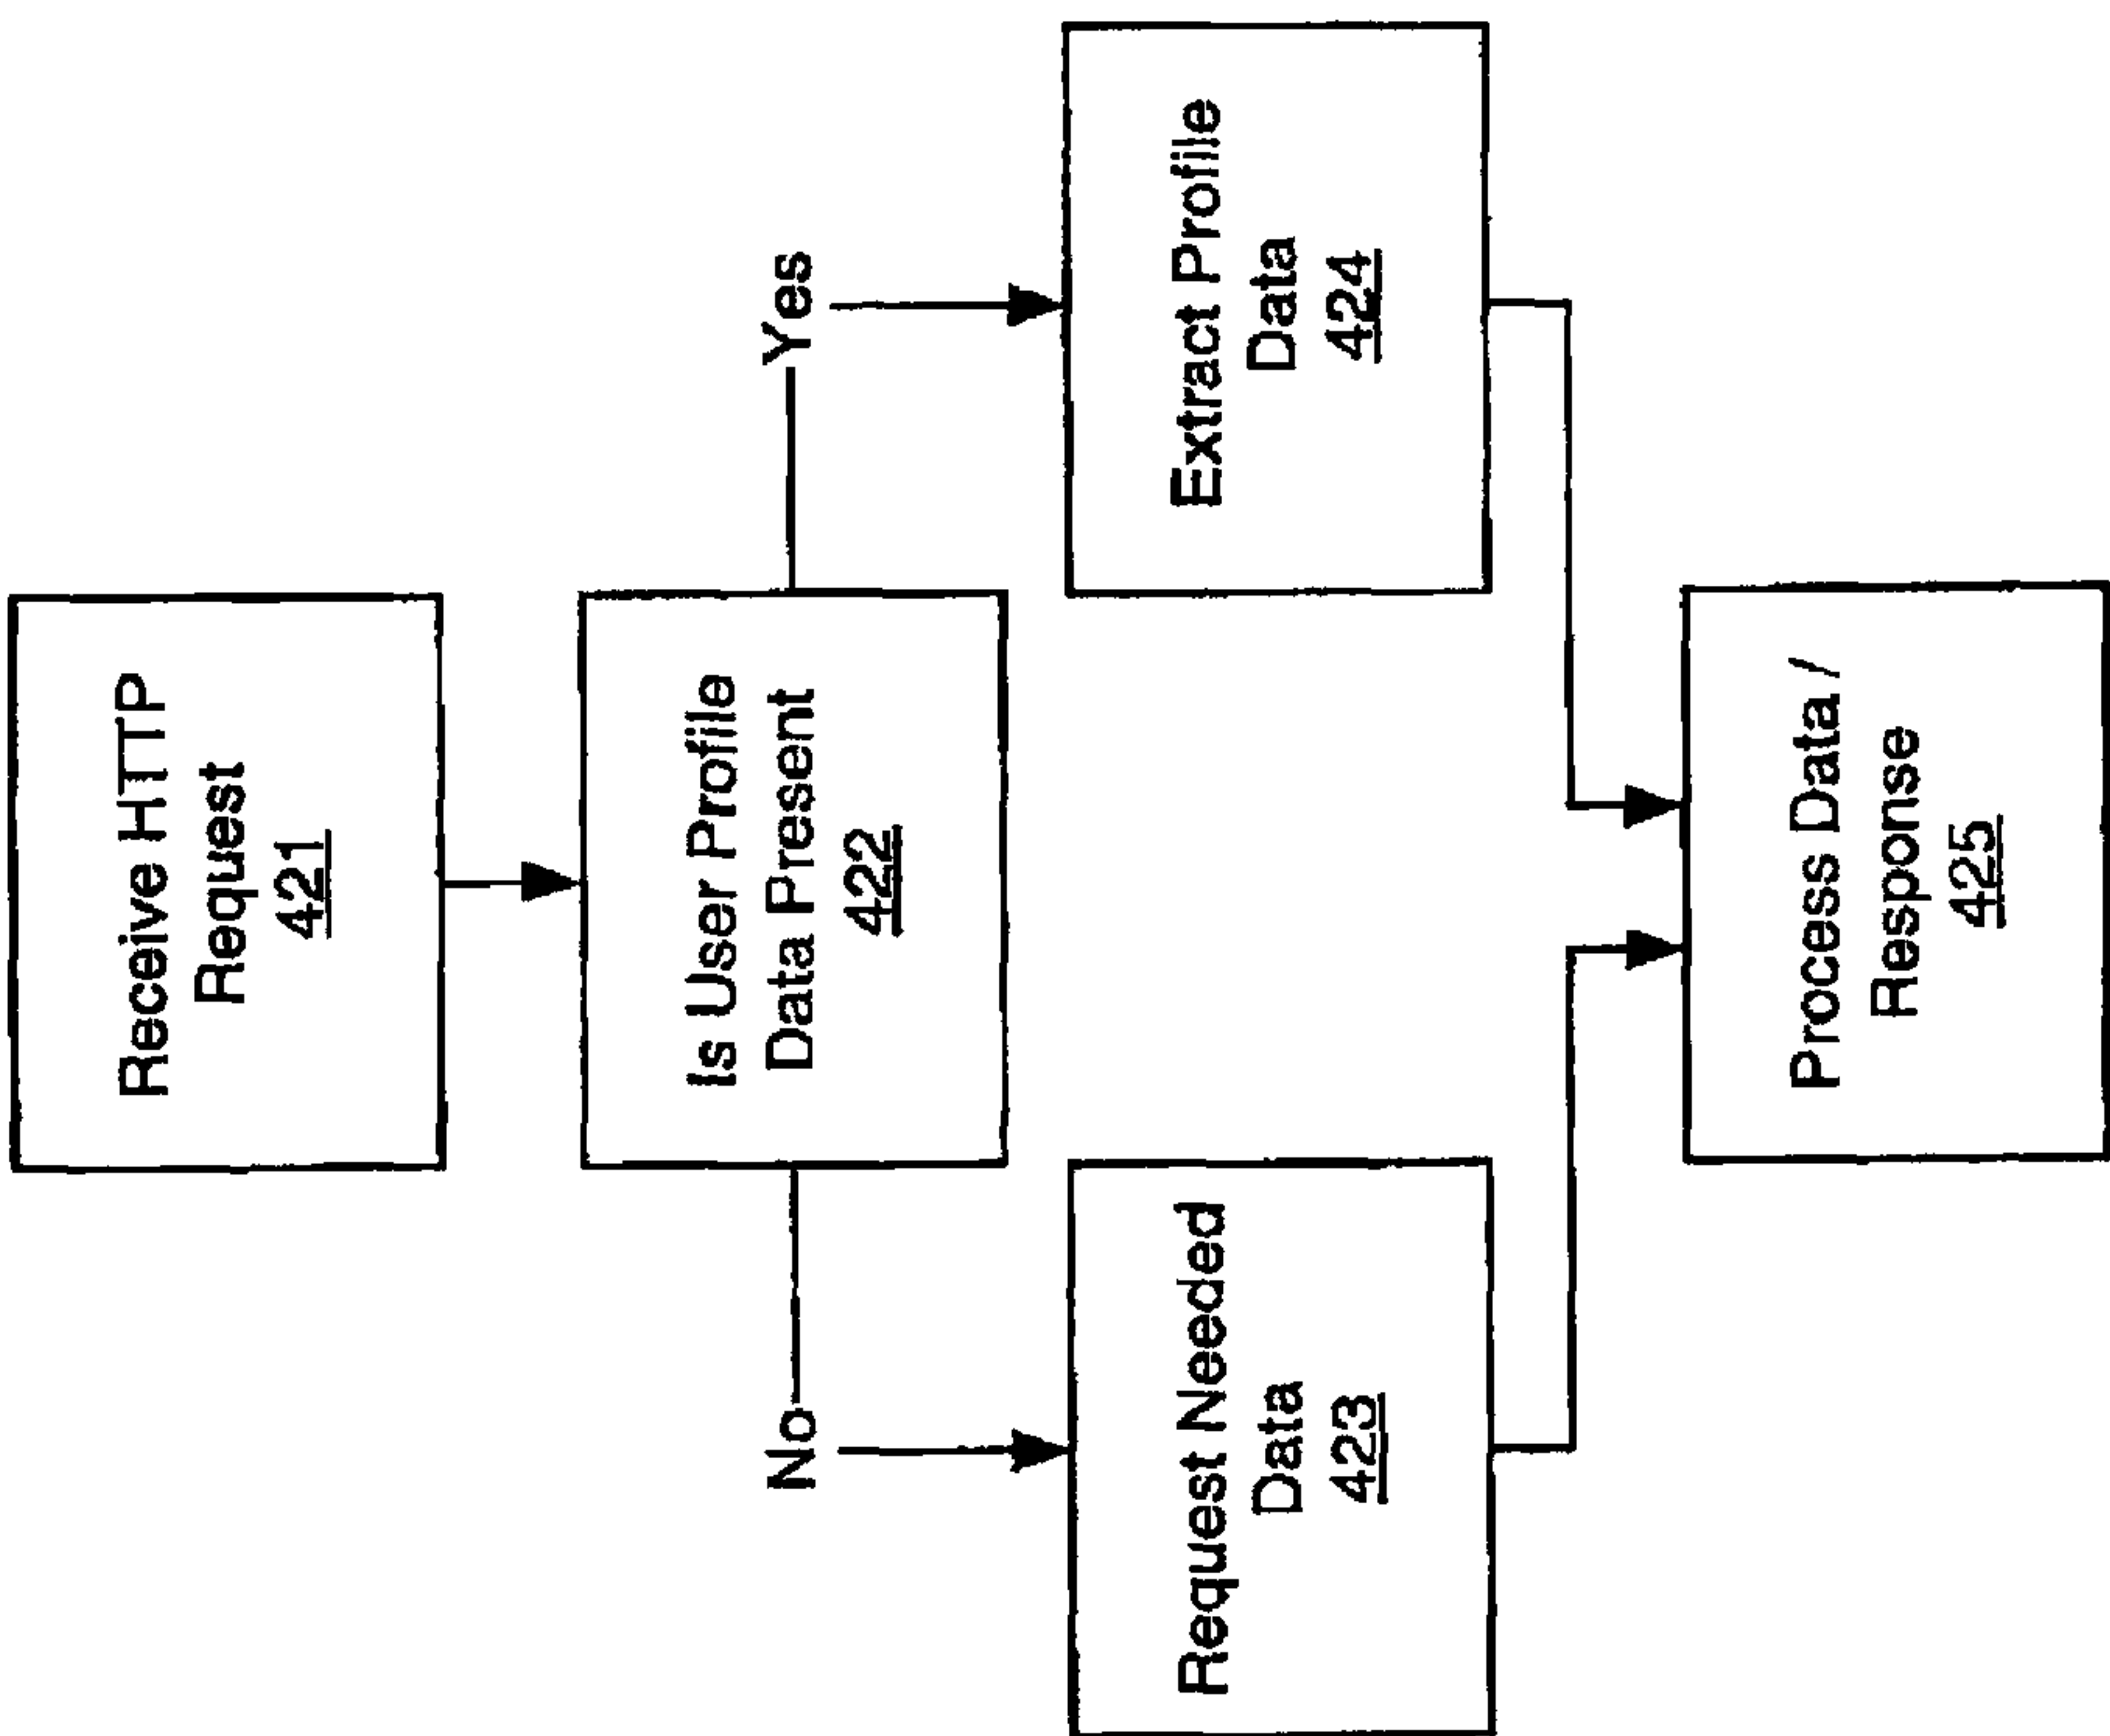 Receive HTTP
Request
421
Is User Profile
Data Present
422
No
Yes
Request Needed
Data
423
Extract Profile
Data
424
Process Data /
Response
425